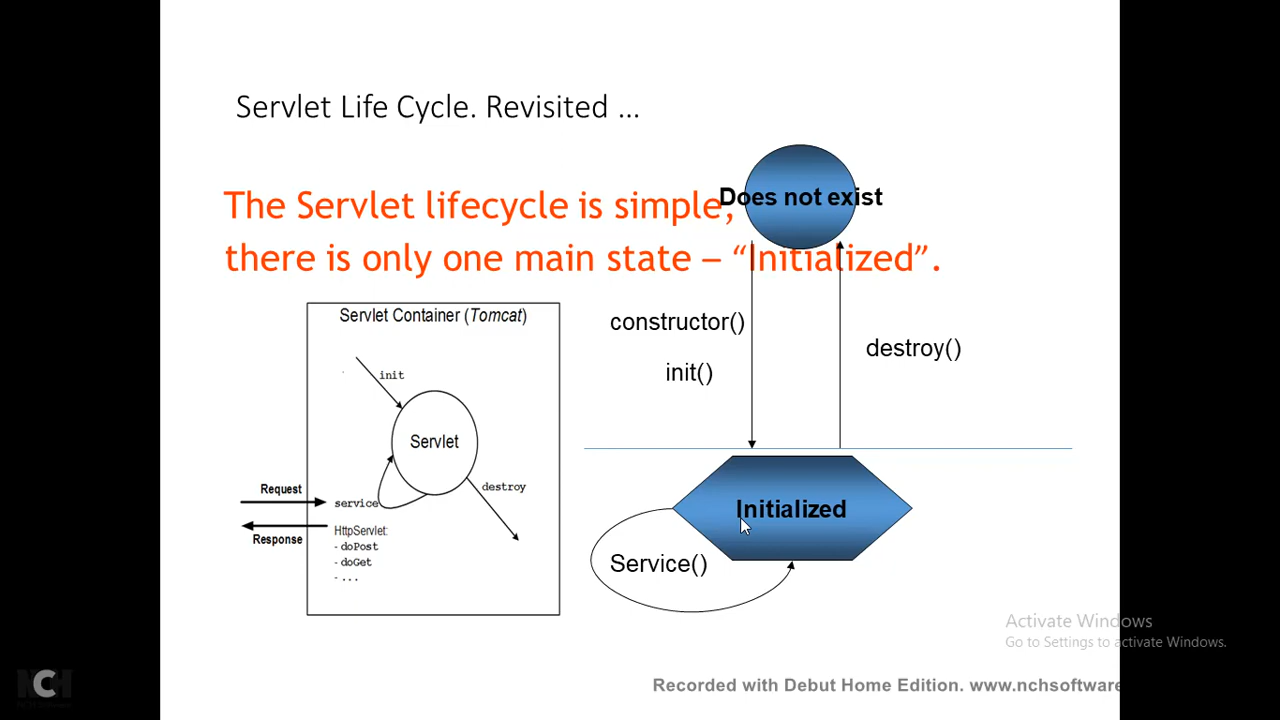 Servlet Life Cycle. Revisited ...
Does not exist
The Servlet lifecycle is simple,
there is only one main state – “Initialized”.
Servlet Container (Tomcat)
init
Servlet
destroy
Request
service
Response
HttpServlet:
- doPost
- doGet
- ...
constructor()
init()
destroy()
Initialized
Service()
Activate Windows
Go to Settings to activate Windows.
NCH
Recorded with Debut Home Edition. www.nchsoftware